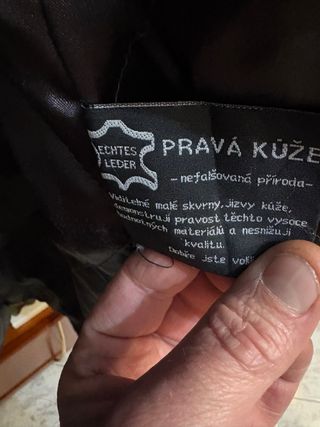 ECHTES
LEDER
PRAVÁ KŮŽE
-nefalšovaná příroda-
Viditelné malé skvrny, jizvy kůže,
demonstrují pravost těchto vysoce
hodnotných materiálů a nesnižují
kvalitu.
Dobře jste